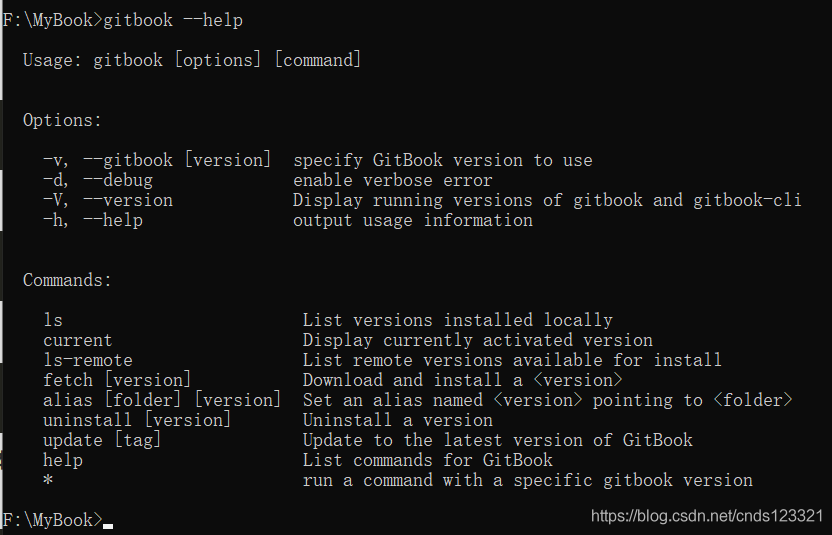 F:\MyBook>gitbook --help
Usage: gitbook [options] [command]
Options:
-v, --gitbook [version]  specify GitBook version to use
-d, --debug              enable verbose error
-V, --version            Display running versions of gitbook and gitbook-cli
-h, --help               output usage information
Commands:
ls                        List versions installed locally
current                   Display currently activated version
ls-remote                 List remote versions available for install
fetch [version]           Download and install a <version>
alias [folder] [version]  Set an alias named <version> pointing to <folder>
uninstall [version]       Uninstall a version
update [tag]              Update to the latest version of GitBook
help                      List commands for GitBook
*                         run a command with a specific gitbook version
F:\MyBook>
https://blog.csdn.net/cnds123321